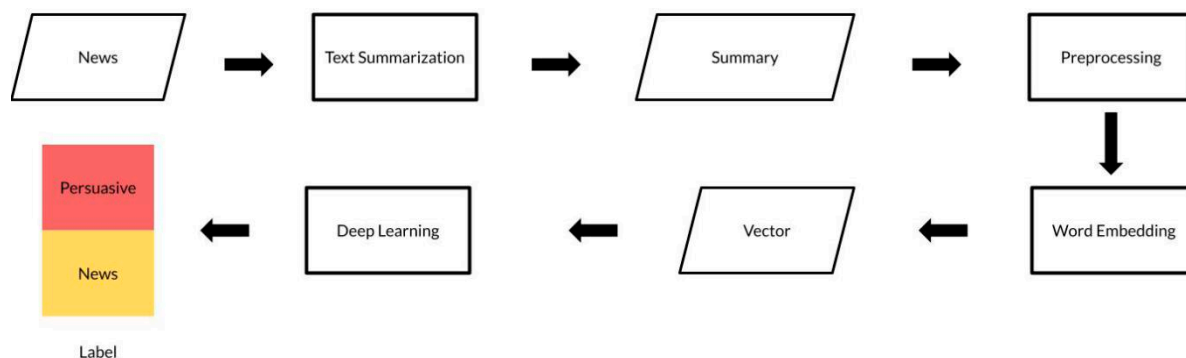 News
Text Summarization
Summary
Preprocessing
Persuasive
News
Deep Learning
Vector
Word Embedding
Label